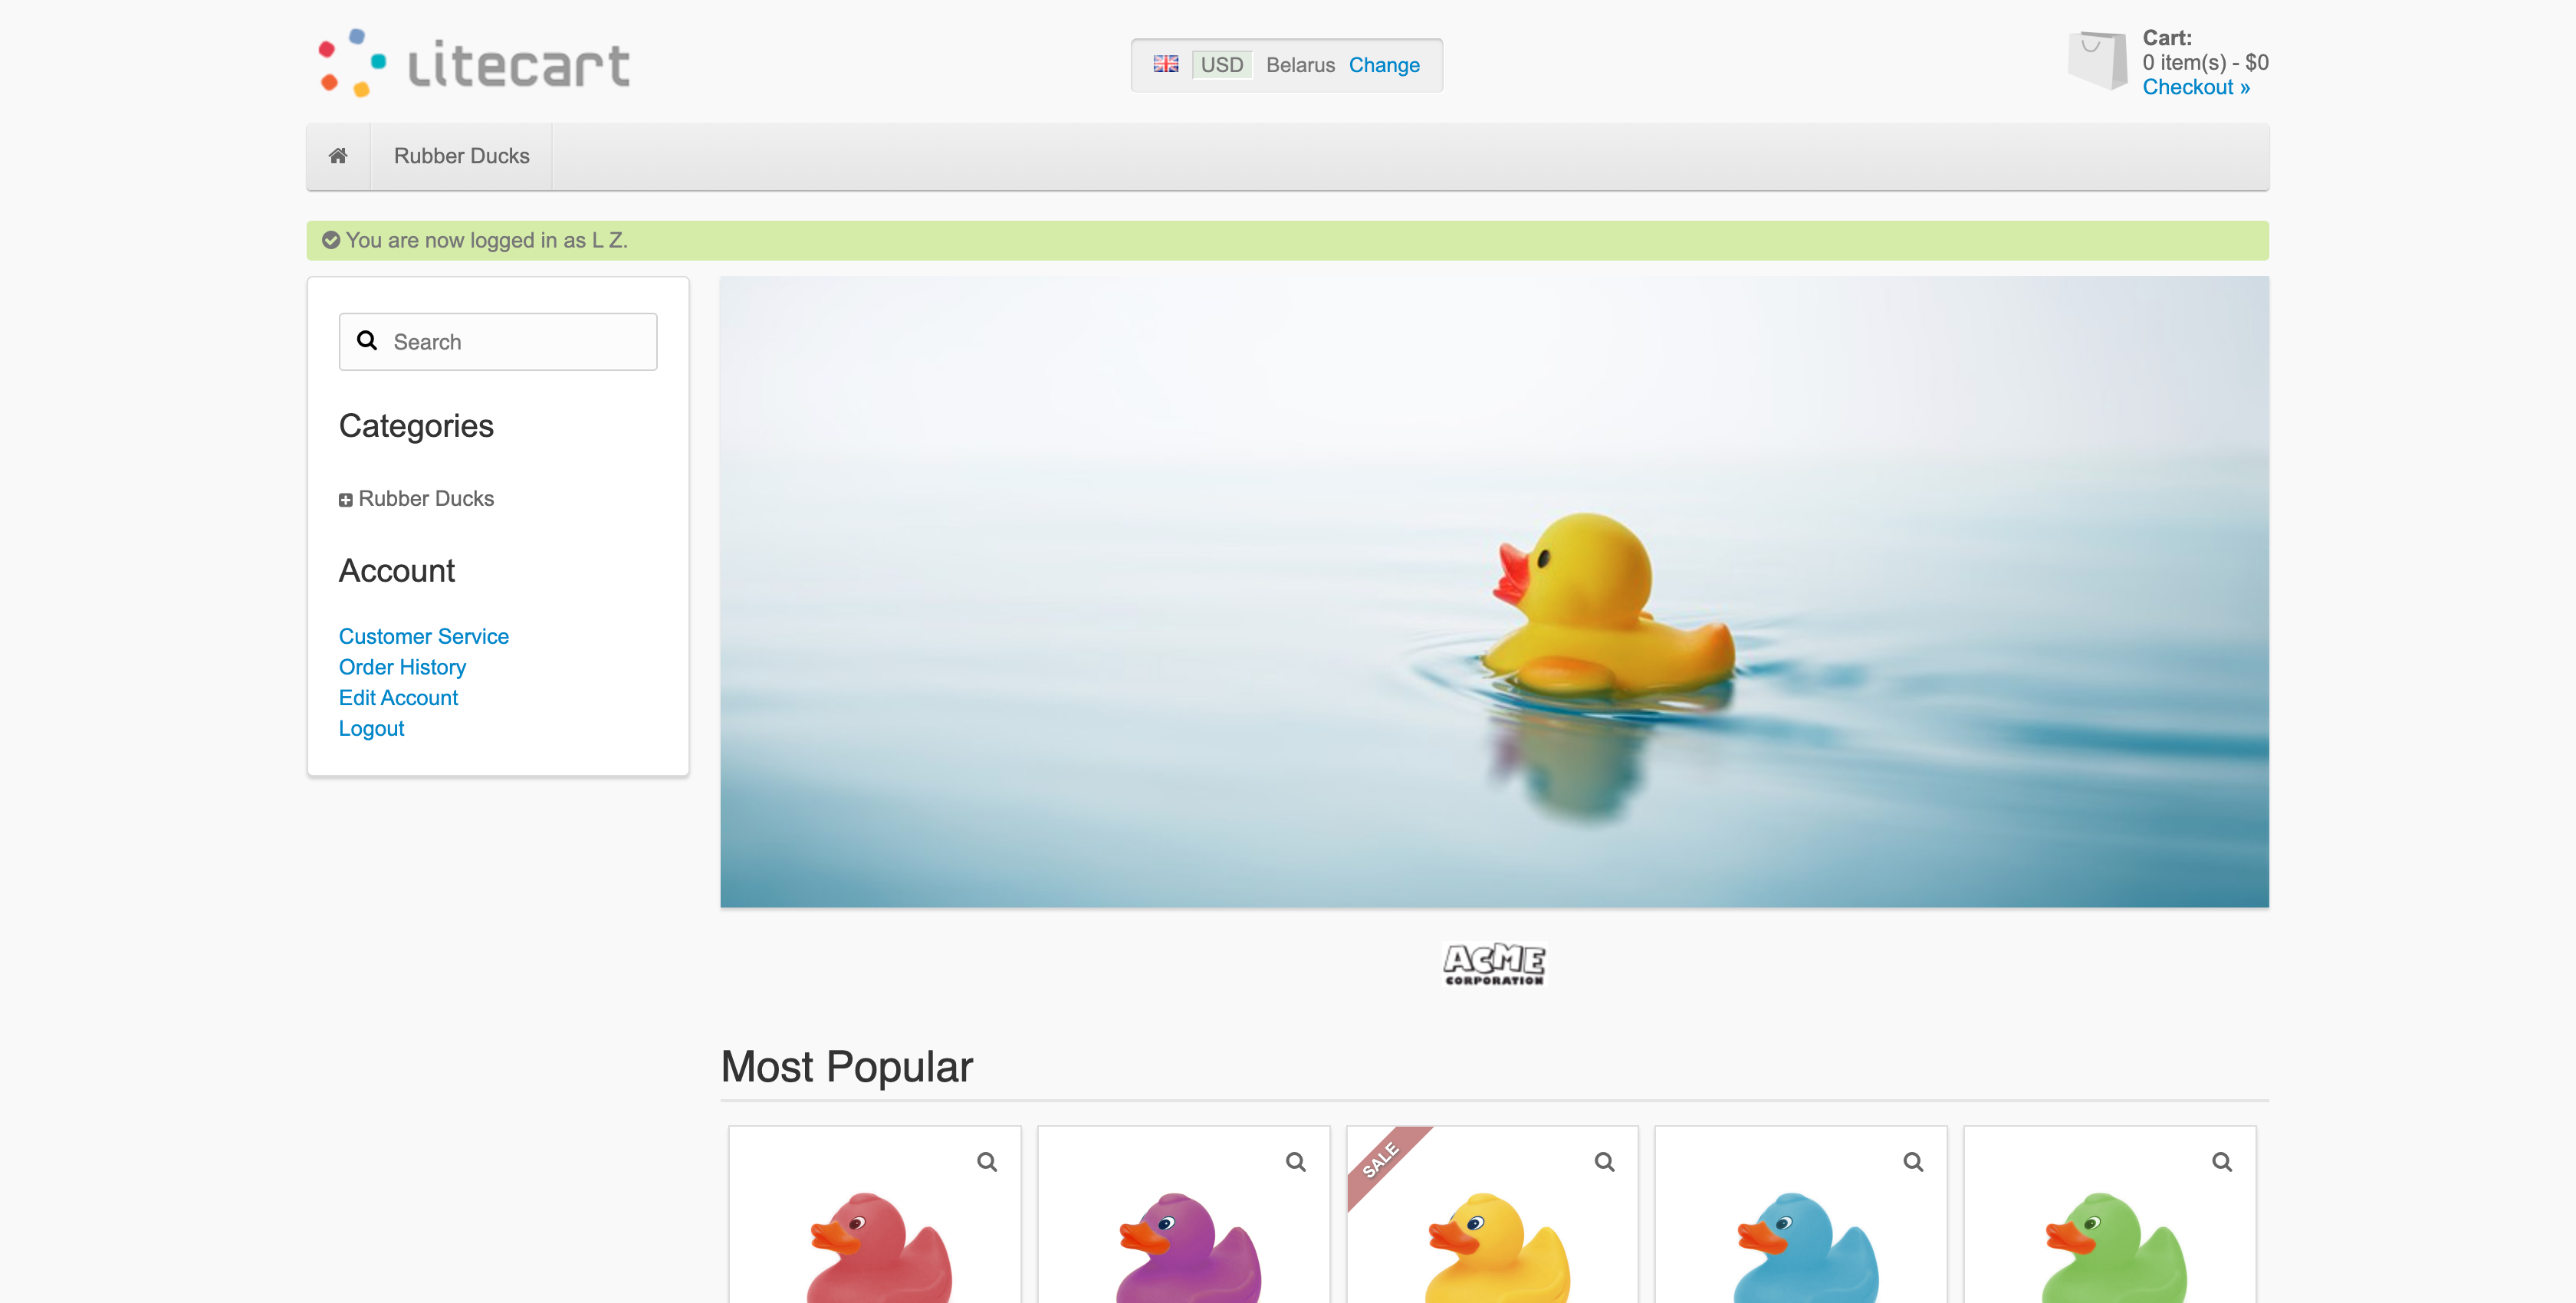 Litecart
USD Belarus Change
Cart:
0 item(s) - $0
Checkout »
Rubber Ducks
You are now logged in as L Z.
Search
Categories
Rubber Ducks
Account
Customer Service
Order History
Edit Account
Logout
ACME
CORPORATION
Most Popular
SALE